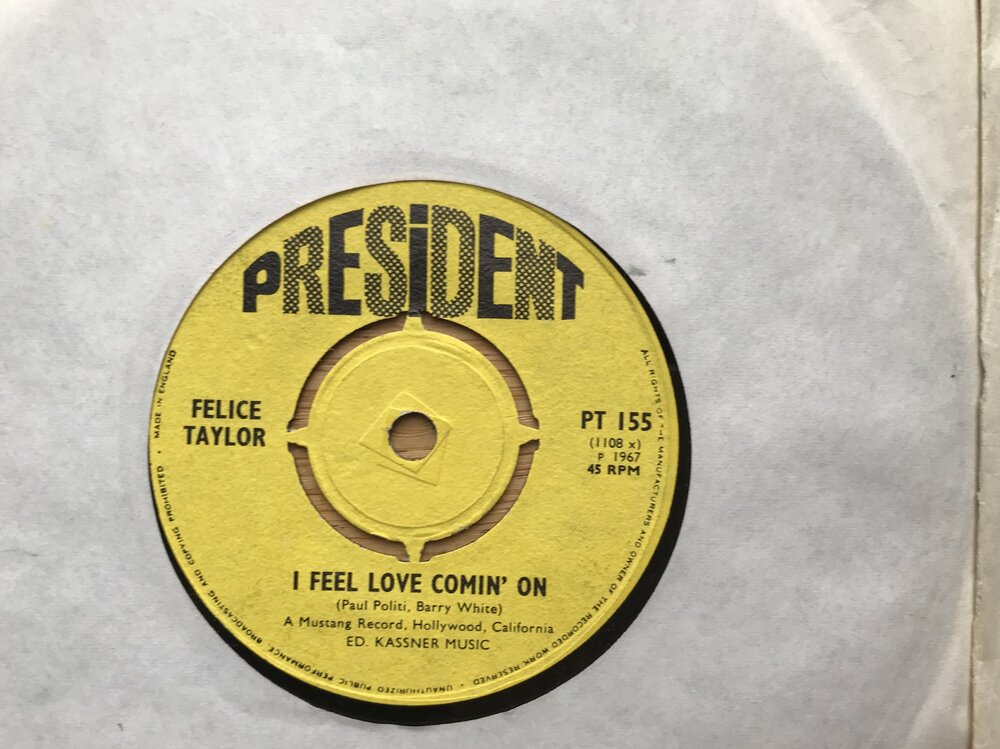 PRESiDENT
FELICE
TAYLOR
PT 155
(1108 x)
P 1967
45 RPM
I FEEL LOVE COMIN' ON
(Paul Politi, Barry White)
A Mustang Record, Hollywood, California
ED. KASSNER MUSIC
ALL RIGHTS OF THE MANUFACTURERS AND OWNER OF THE RECORDED WORK RESERVED • UNAUTHORIZED PUBLIC PERFORMANCE, BROADCASTING AND COPYING PROHIBITED • MADE IN ENGLAND